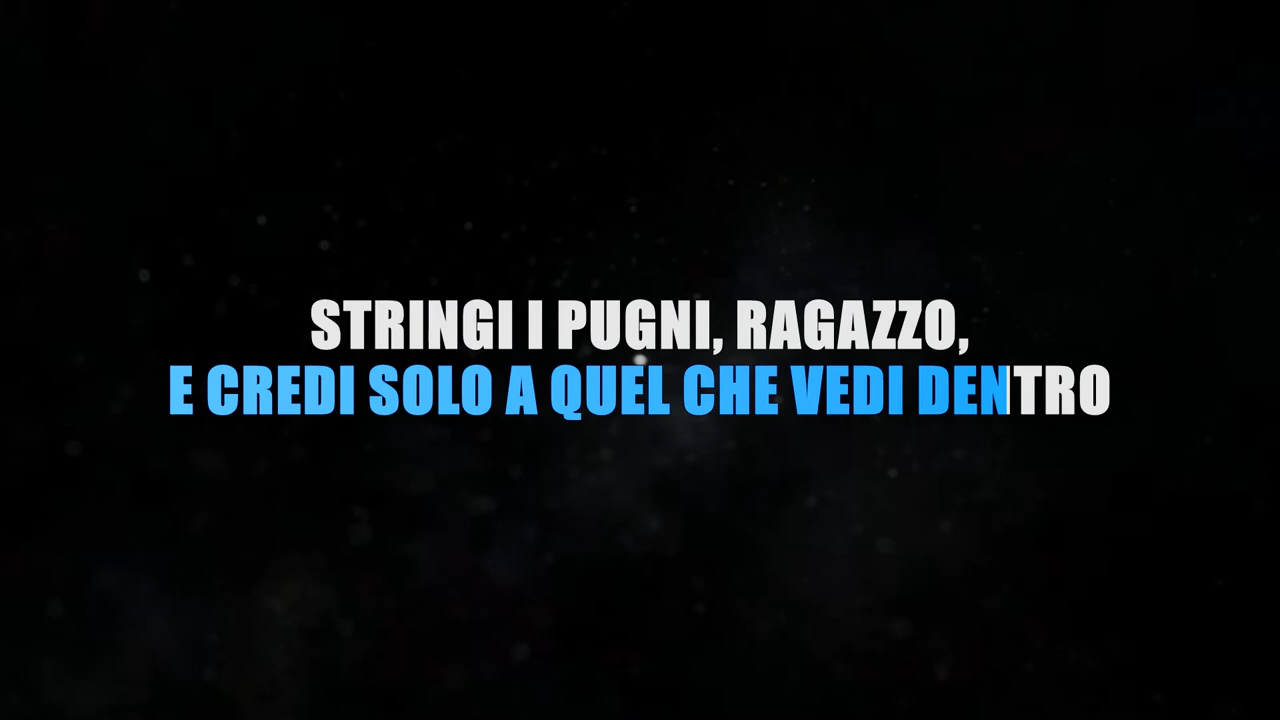 STRINGI I PUGNI, RAGAZZO,
E CREDI SOLO A QUEL CHE VEDI DENTRO